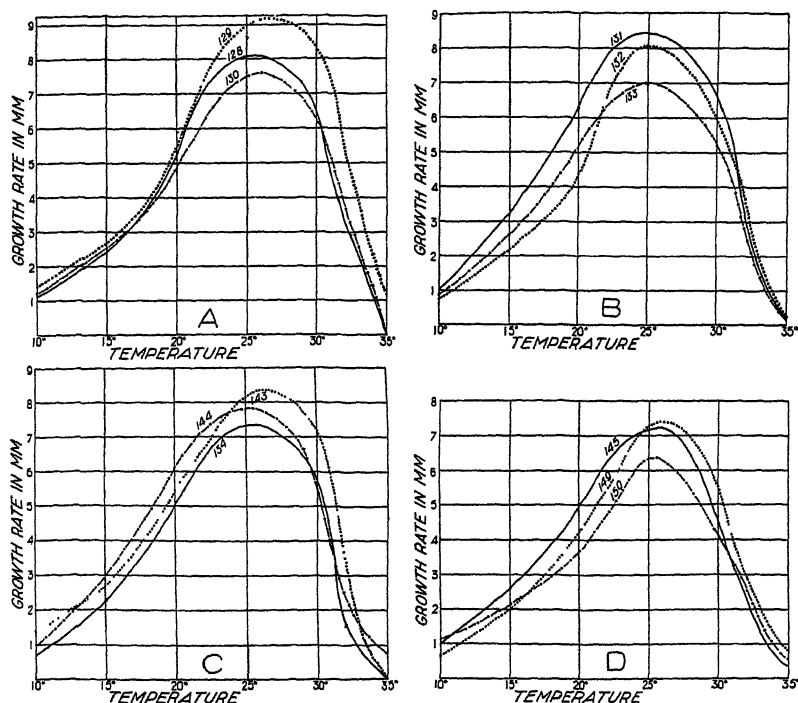 9
8
7
6
5
4
3
2
1
GROWTH RATE IN MM
129
128
130
A
10° 15° 20° 25° 30° 35°
TEMPERATURE
9
8
7
6
5
4
3
2
1
GROWTH RATE IN MM
131
132
133
B
10° 15° 20° 25° 30° 35°
TEMPERATURE
8
7
6
5
4
3
2
1
GROWTH RATE IN MM
144
143
134
C
10° 15° 20° 25° 30° 35°
TEMPERATURE
8
7
6
5
4
3
2
1
GROWTH RATE IN MM
145
149
150
D
10° 15° 20° 25° 30° 35°
TEMPERATURE